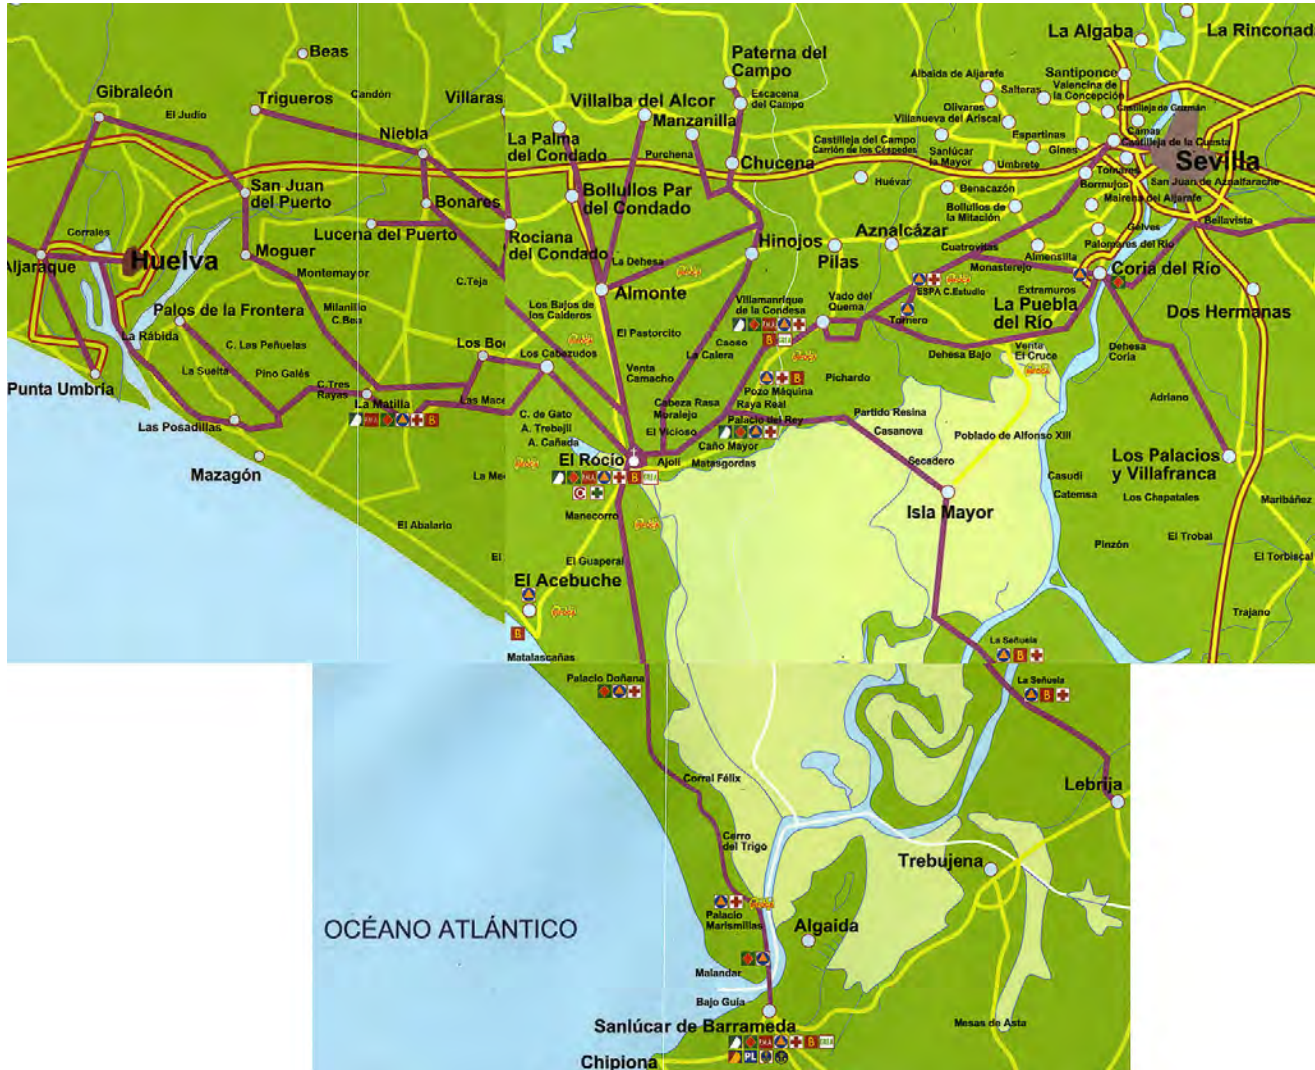 La Algaba
La Rinconad
Beas
Paterna del
Campo
Gibraleón
El Judío
Trigueros
Candón
Villaras
Villalba del Alcor
Manzanilla
Escacena
del Campo
Albaida de Aljarafe
Salteras
Santiponce
Valencina de
la Concepción
Olivares
Villanueva del Ariscal
Castilleja de Guzmán
Camas
Niebla
La Palma
del Condado
Purchena
Chucena
Castilleja del Campo
Carrión de los Céspedes
Espartinas
Gines
Castilleja de la Cuesta
Sanlúcar
la Mayor
Umbrete
Tomares
Sevilla
San Juan
del Puerto
Bonares
Bollullos Par
del Condado
Huévar
Benacazón
Bormujos
San Juan de Aznalfarache
Mairena del Aljarafe
Bollullos de
la Mitación
Bellavista
Gelves
Corrales
Lucena del Puerto
Rociana
del Condado
Hinojos
Pilas
Aznalcázar
Cuatrovitas
Almensilla
Palomares del Río
Aljaraque
Huelva
Moguer
Montemayor
C.Teja
La Dehesa
Almonte
Monasterejo
Coria del Río
ESPA C.Estudio
Extramuros
Milanillo
C.Bea
Palos de la Frontera
Los Bajos de
los Calderos
Villamanrique
de la Condesa
Vado del
Quema
Tornero
La Puebla
del Río
Dos Hermanas
La Rábida
C. Las Peñuelas
El Pastorcito
Los Bo
Los Cabezudos
La Calera
Dehesa Bajo
Venta
El Cruce
Dehesa
Coria
Punta Umbría
La Suelta
Pino Galés
C.Tres
Rayas
La Matilla
Las Mace
Venta
Camacho
Pozo Máquina
Pichardo
Adriano
Las Posadillas
C. de Gato
A. Trebejil
A. Cañada
Cabeza Rasa
Moralejo
Raya Real
Palacio del Rey
Partido Resina
Casanova
El Vicioso
Caño Mayor
Poblado de Alfonso XIII
Mazagón
El Rocío
Ajolí
Matasgordas
Secadero
Los Palacios
y Villafranca
Isla Mayor
Casudi
Catemsa
Los Chapatales
Maribáñez
Manecorro
El Abalario
Pinzón
El Trobal
El Torbiscal
El
El Guaperal
El Acebuche
Trajano
Matalascañas
La Señuela
Palacio Doñana
La Señuela
Corral Félix
Lebrija
Cerro
del Trigo
Trebujena
OCÉANO ATLÁNTICO
Palacio
Marismillas
Algaida
Malandar
Bajo Guía
Sanlúcar de Barrameda
Mesas de Asta
PL
Chipiona